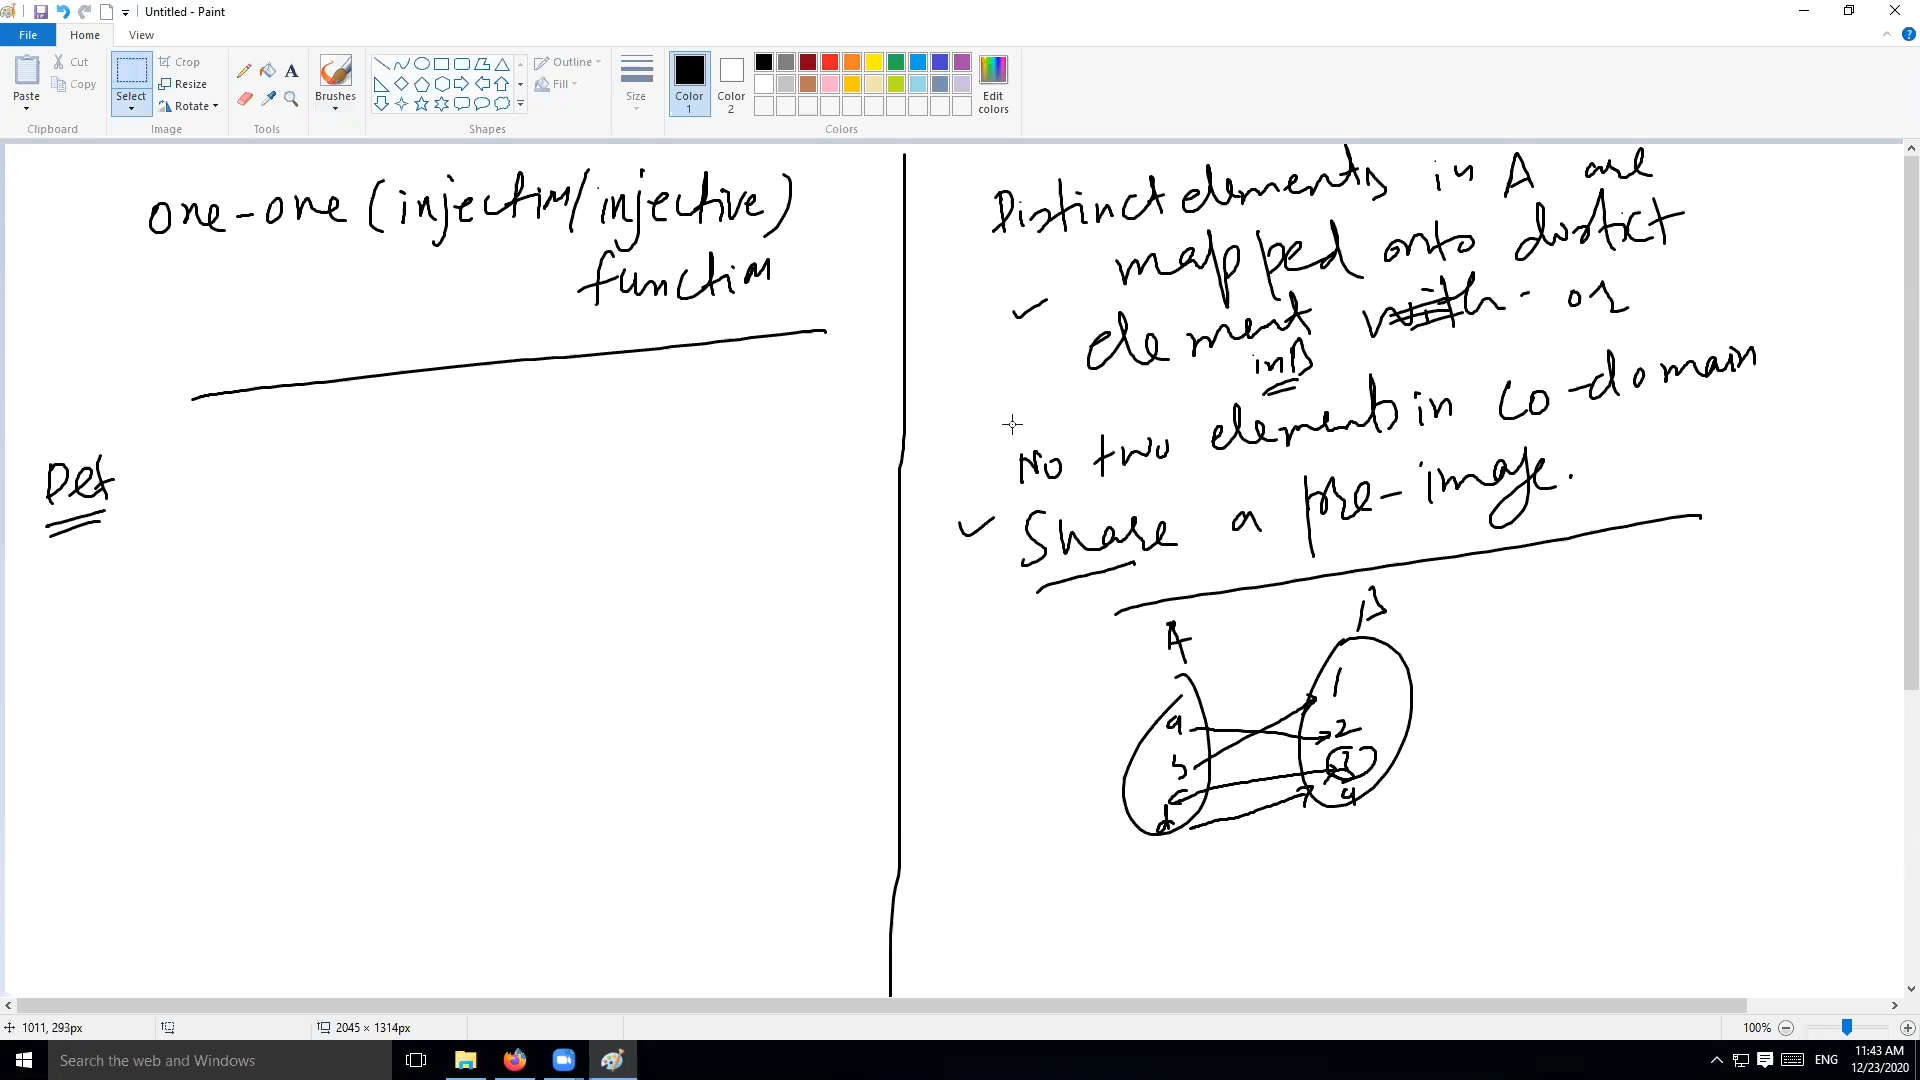 Untitled - Paint
File
Home
View
Paste
Cut
Copy
Clipboard
Select
Crop
Resize
Rotate
Image
Tools
Brushes
Shapes
Outline
Fill
Size
Color
1
Color
2
Edit
colors
Colors
one-one (injection/injective)
function
Def
Distinct elements in A are
mapped onto distict
element with or
in B
No two elements in co-domain
Share a pre-image.
A
B
a
b
c
d
1
2
3
4
1011, 293px
2045 × 1314px
100%
Search the web and Windows
ENG
11:43 AM
12/23/2020